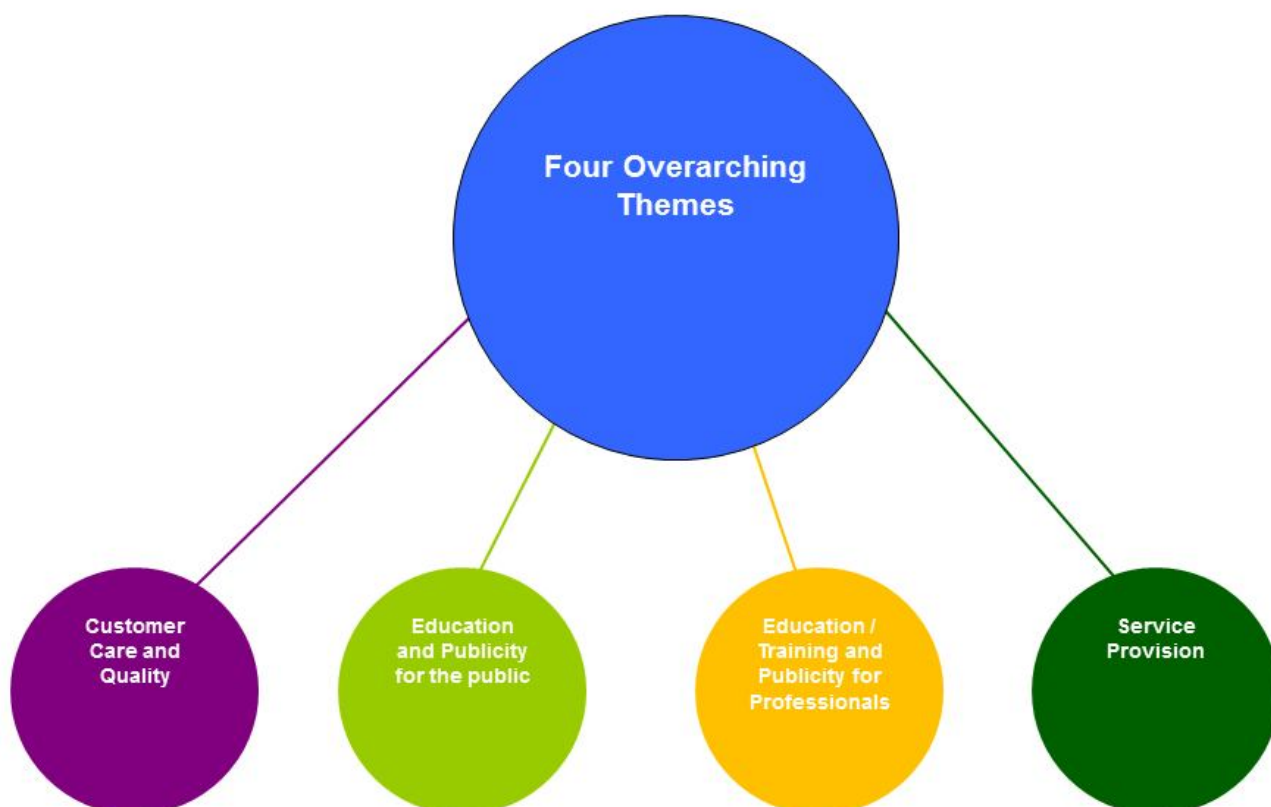 Four Overarching
Themes
Customer
Care and
Quality
Education
and Publicity
for the public
Education /
Training and
Publicity for
Professionals
Service
Provision